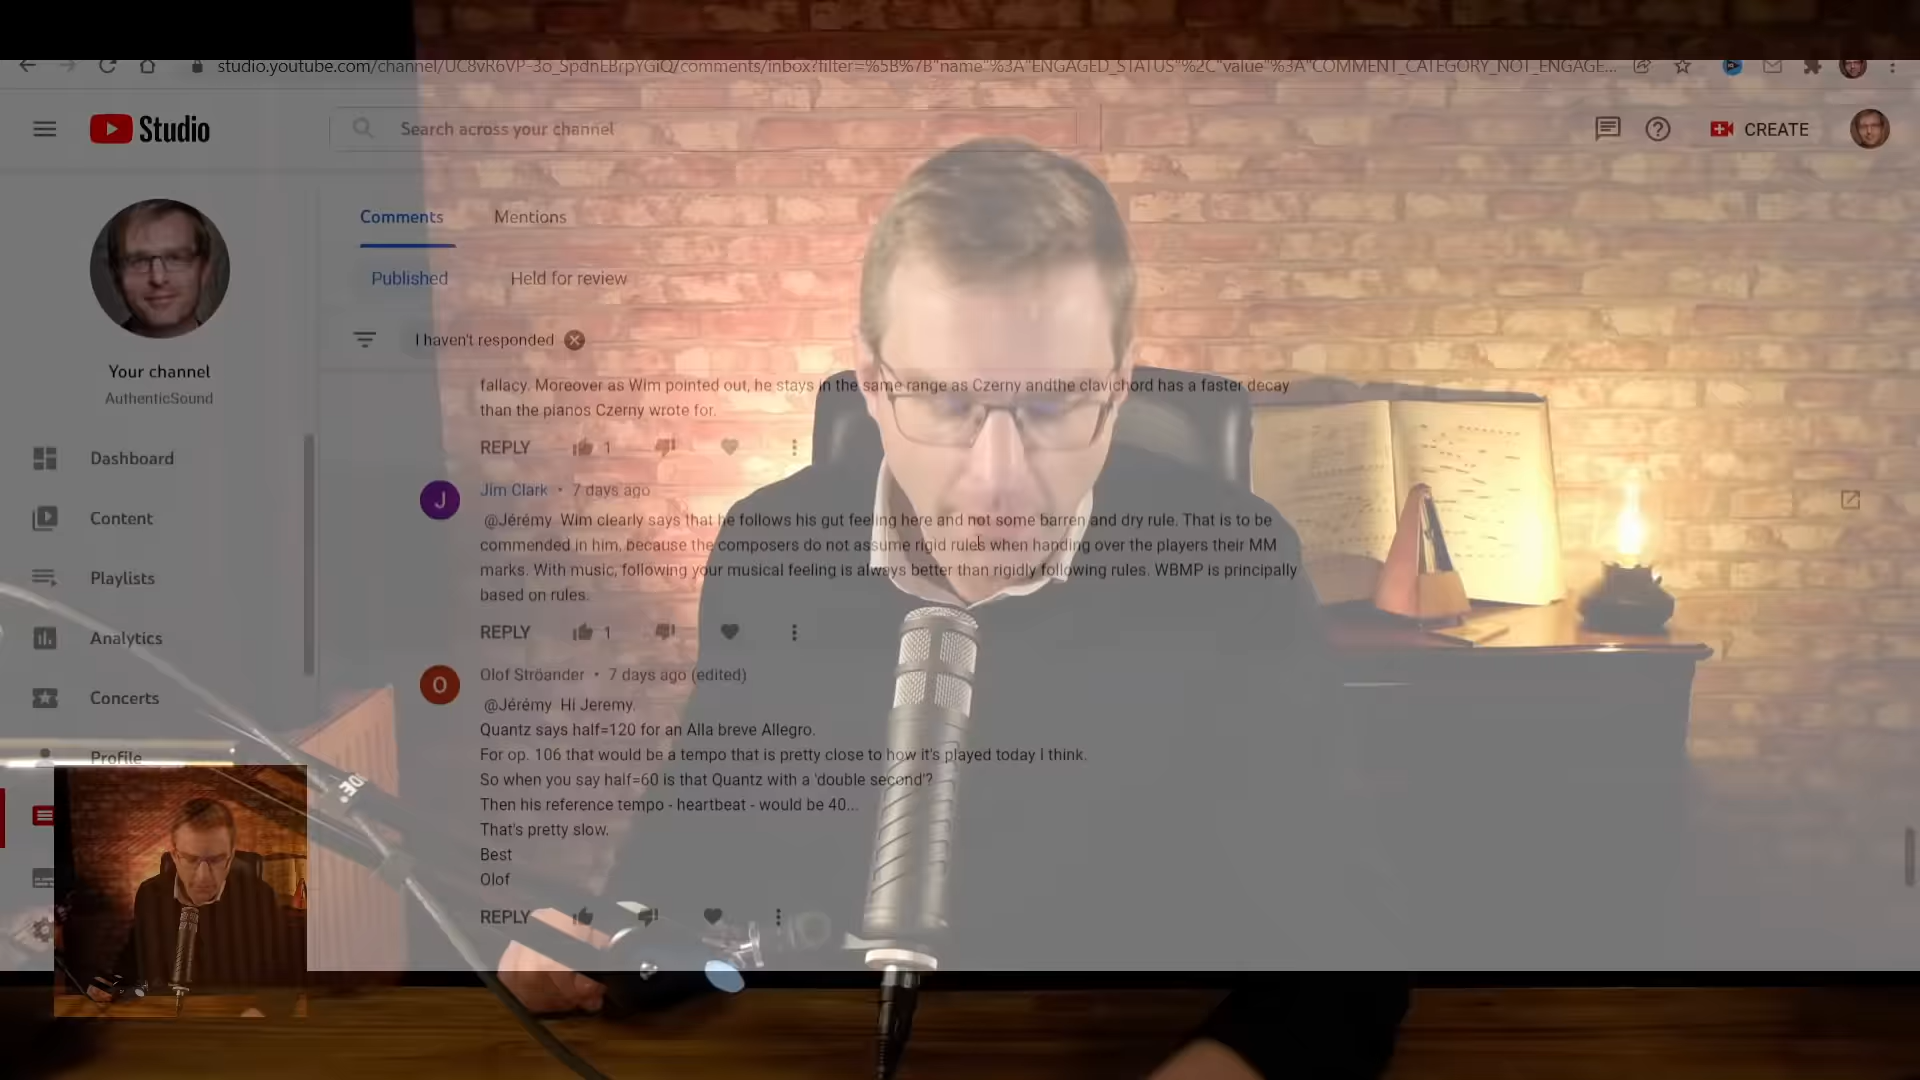 studio.youtube.com/channel/UC8vR6VP-3o_SpdnEBrpYGiQ/comments/inbox?filter=%5B%7B"name"%3A"ENGAGED_STATUS"%2C"value"%3A"COMMENT_CATEGORY_NOT_ENGAGE...
Studio
Search across your channel
CREATE
Comments
Mentions
Published
Held for review
I haven't responded
Your channel
AuthenticSound
Dashboard
Content
Playlists
Analytics
Concerts
Profile
fallacy. Moreover as Wim pointed out, he stays in the same range as Czerny andthe clavichord has a faster decay
than the pianos Czerny wrote for.
REPLY 1
J
Jim Clark • 7 days ago
@Jérémy Wim clearly says that he follows his gut feeling here and not some barren and dry rule. That is to be
commended in him, because the composers do not assume rigid rules when handing over the players their MM
marks. With music, following your musical feeling is always better than rigidly following rules. WBMP is principally
based on rules.
REPLY 1
O
Olof Ströander • 7 days ago (edited)
@Jérémy Hi Jeremy.
Quantz says half=120 for an Alla breve Allegro.
For op. 106 that would be a tempo that is pretty close to how it's played today I think.
So when you say half=60 is that Quantz with a 'double second'?
Then his reference tempo - heartbeat - would be 40...
That's pretty slow.
Best
Olof
REPLY